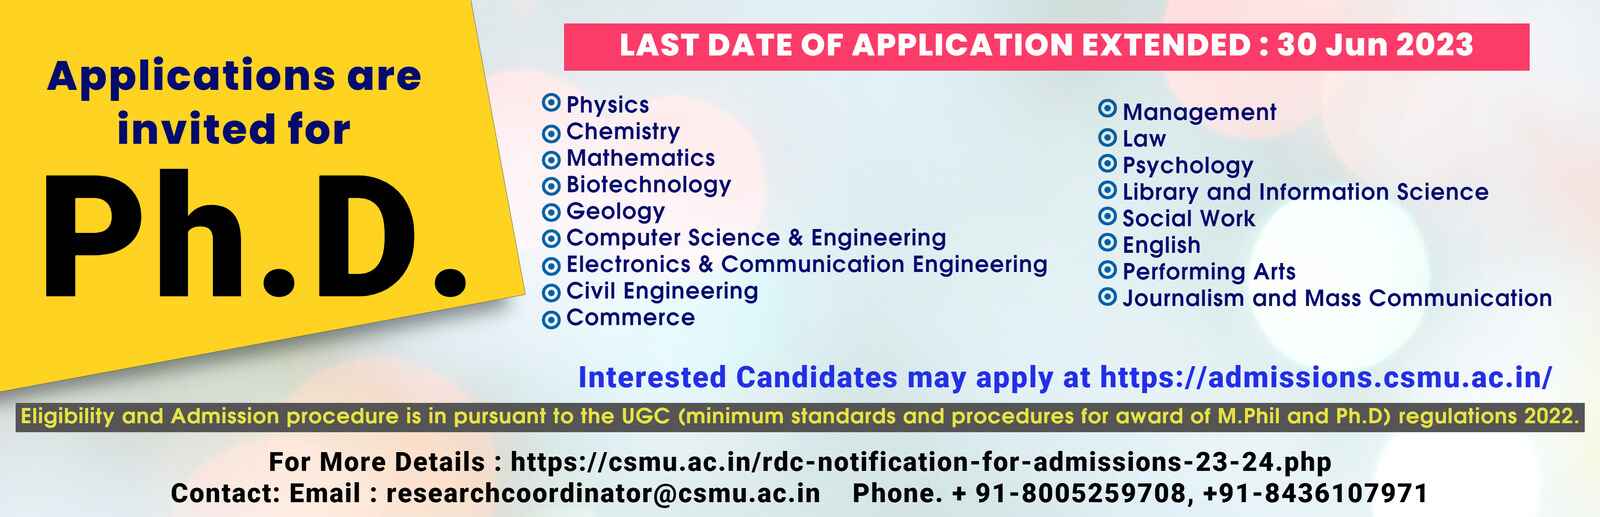 Applications are
invited for
Ph.D.
LAST DATE OF APPLICATION EXTENDED : 30 Jun 2023
Physics
Chemistry
Mathematics
Biotechnology
Geology
Computer Science & Engineering
Electronics & Communication Engineering
Civil Engineering
Commerce
Management
Law
Psychology
Library and Information Science
Social Work
English
Performing Arts
Journalism and Mass Communication
Interested Candidates may apply at https://admissions.csmu.ac.in/
Eligibility and Admission procedure is in pursuant to the UGC (minimum standards and procedures for award of M.Phil and Ph.D) regulations 2022.
For More Details : https://csmu.ac.in/rdc-notification-for-admissions-23-24.php
Contact: Email : researchcoordinator@csmu.ac.in Phone. + 91-8005259708, +91-8436107971